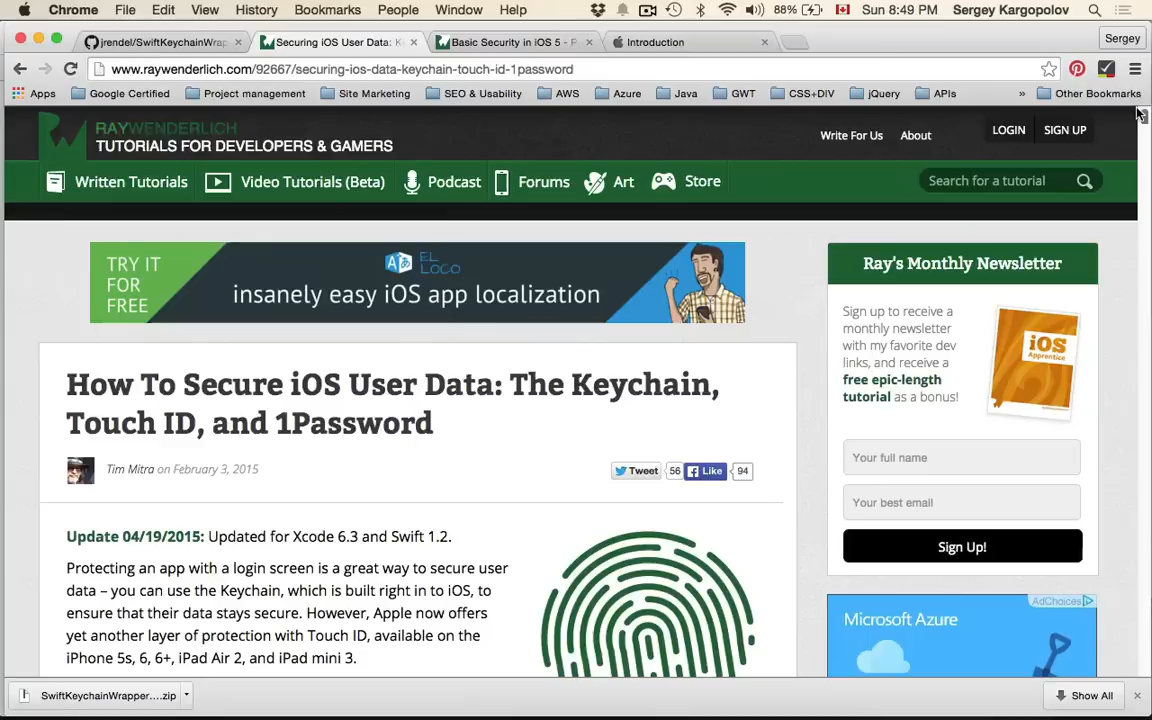 Chrome File Edit View History Bookmarks People Window Help 88% Sun 8:49 PM Sergey Kargopolov
jrendel/SwiftKeychainWrap × Securing iOS User Data: K × Basic Security in iOS 5 - P × Introduction × Sergey
www.raywenderlich.com/92667/securing-ios-data-keychain-touch-id-1password
Apps Google Certified Project management Site Marketing SEO & Usability AWS Azure Java GWT CSS+DIV jQuery APIs » Other Bookmarks
RAYWENDERLICH
TUTORIALS FOR DEVELOPERS & GAMERS
Write For Us About LOGIN SIGN UP
Written Tutorials Video Tutorials (Beta) Podcast Forums Art Store Search for a tutorial
TRY IT
FOR
FREE
EL
LOCO
insanely easy iOS app localization
Ray's Monthly Newsletter
Sign up to receive a
monthly newsletter
with my favorite dev
links, and receive a
free epic-length
tutorial as a bonus!
iOS
Apprentice
Your full name
Your best email
Sign Up!
How To Secure iOS User Data: The Keychain,
Touch ID, and 1Password
Tim Mitra on February 3, 2015
Tweet 56 Like 94
Update 04/19/2015: Updated for Xcode 6.3 and Swift 1.2.
Protecting an app with a login screen is a great way to secure user
data – you can use the Keychain, which is built right in to iOS, to
ensure that their data stays secure. However, Apple now offers
yet another layer of protection with Touch ID, available on the
iPhone 5s, 6, 6+, iPad Air 2, and iPad mini 3.
AdChoices
Microsoft Azure
SwiftKeychainWrapper....zip
Show All ×